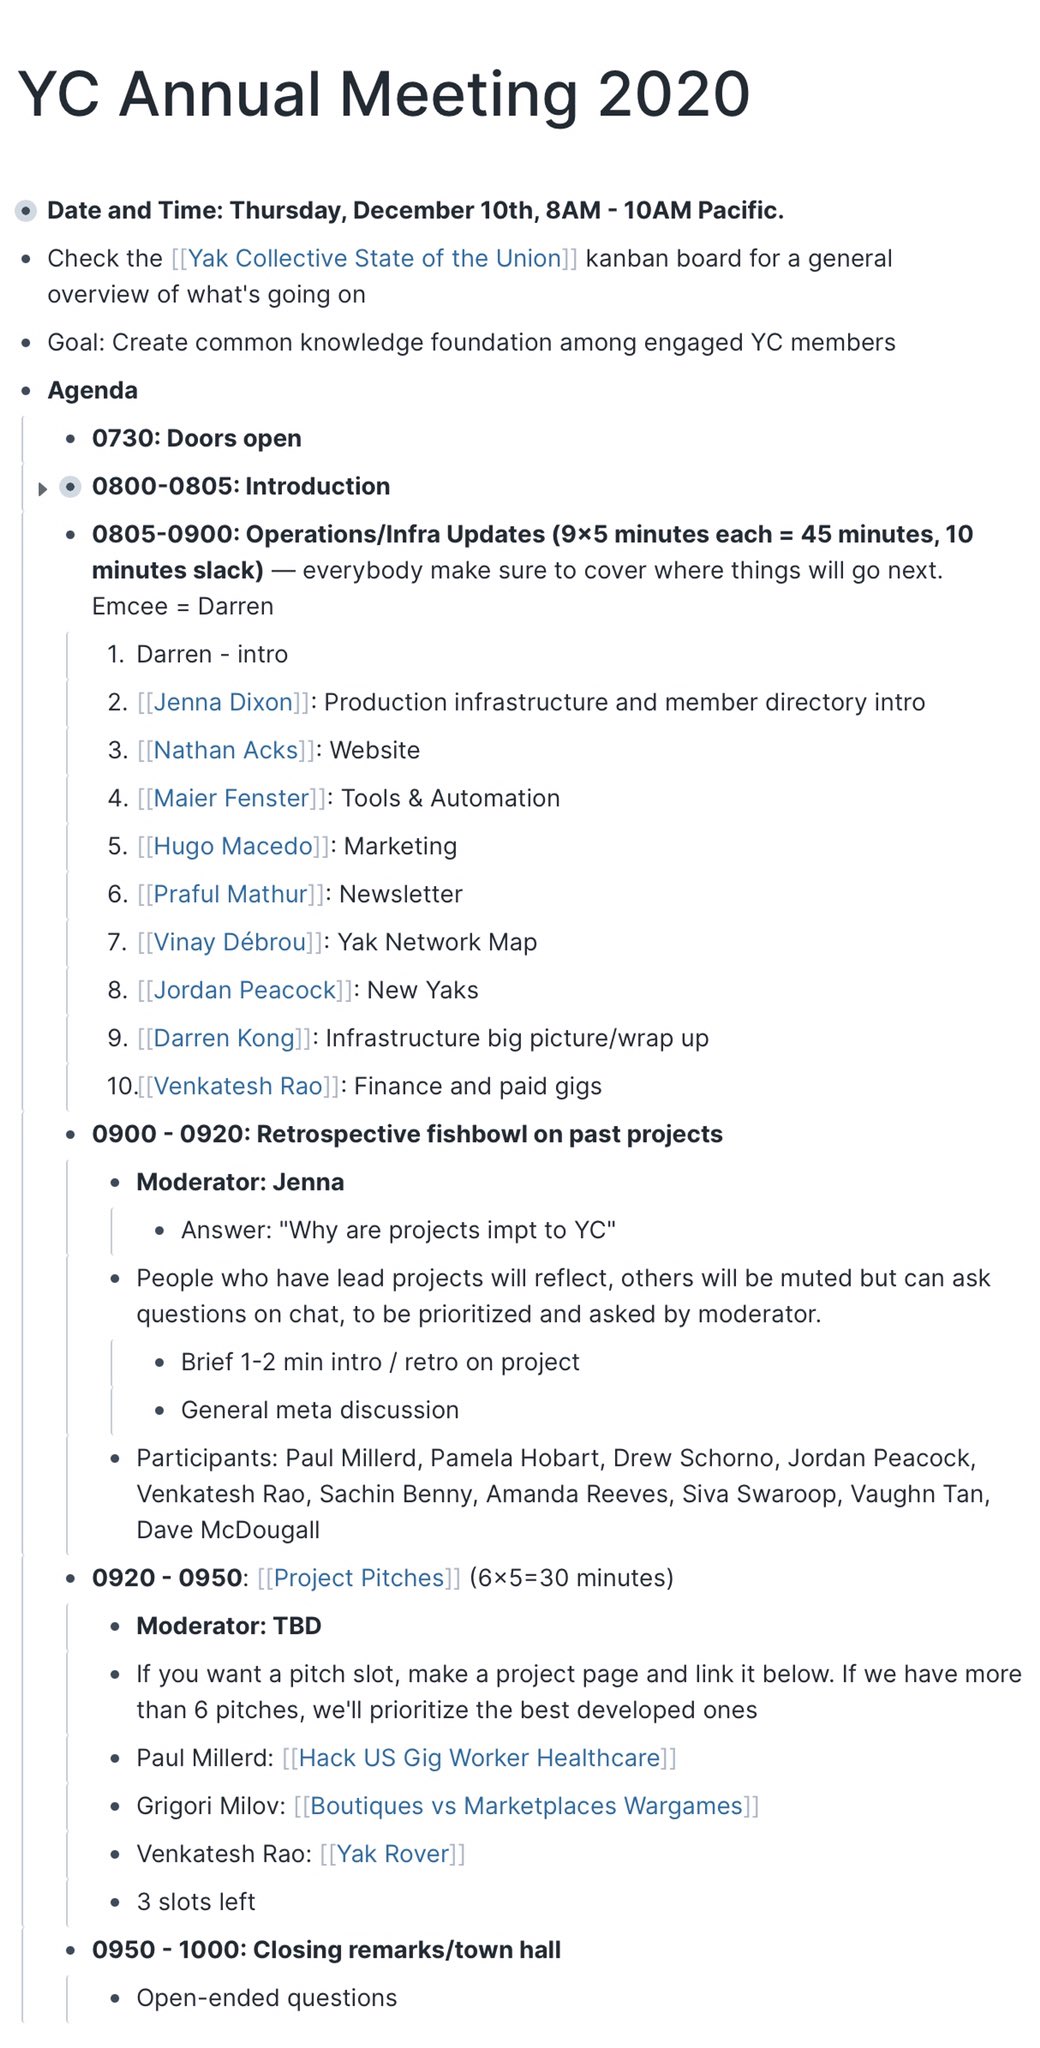 YC Annual Meeting 2020
Date and Time: Thursday, December 10th, 8AM - 10AM Pacific.
Check the [[Yak Collective State of the Union]] kanban board for a general
overview of what's going on
Goal: Create common knowledge foundation among engaged YC members
Agenda
0730: Doors open
0800-0805: Introduction
0805-0900: Operations/Infra Updates (9×5 minutes each = 45 minutes, 10
minutes slack) — everybody make sure to cover where things will go next.
Emcee = Darren
1. Darren - intro
2. [[Jenna Dixon]]: Production infrastructure and member directory intro
3. [[Nathan Acks]]: Website
4. [[Maier Fenster]]: Tools & Automation
5. [[Hugo Macedo]]: Marketing
6. [[Praful Mathur]]: Newsletter
7. [[Vinay Débrou]]: Yak Network Map
8. [[Jordan Peacock]]: New Yaks
9. [[Darren Kong]]: Infrastructure big picture/wrap up
10.[[Venkatesh Rao]]: Finance and paid gigs
0900 - 0920: Retrospective fishbowl on past projects
Moderator: Jenna
Answer: "Why are projects impt to YC"
People who have lead projects will reflect, others will be muted but can ask
questions on chat, to be prioritized and asked by moderator.
Brief 1-2 min intro / retro on project
General meta discussion
Participants: Paul Millerd, Pamela Hobart, Drew Schorno, Jordan Peacock,
Venkatesh Rao, Sachin Benny, Amanda Reeves, Siva Swaroop, Vaughn Tan,
Dave McDougall
0920 - 0950: [[Project Pitches]] (6×5=30 minutes)
Moderator: TBD
If you want a pitch slot, make a project page and link it below. If we have more
than 6 pitches, we'll prioritize the best developed ones
Paul Millerd: [[Hack US Gig Worker Healthcare]]
Grigori Milov: [[Boutiques vs Marketplaces Wargames]]
Venkatesh Rao: [[Yak Rover]]
3 slots left
0950 - 1000: Closing remarks/town hall
Open-ended questions